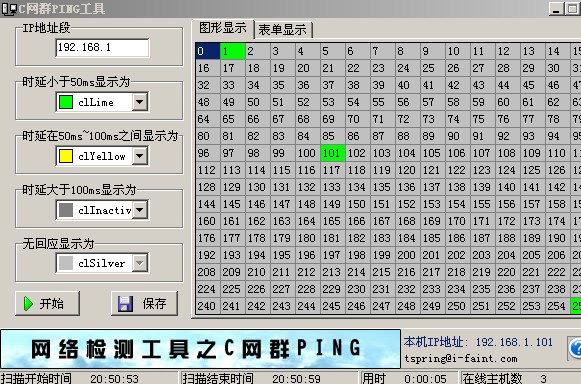 C网群PING工具
IP地址段
192.168.1
时延小于50ms显示为
clLime
时延在50ms~100ms之间显示为
clYellow
时延大于100ms显示为
clInactiv
无回应显示为
clSilver
开始 保存
图形显示 表单显示
0 1 2 3 4 5 6 7 8 9 10 11 12 13 14 15
16 17 18 19 20 21 22 23 24 25 26 27 28 29 30 31
32 33 34 35 36 37 38 39 40 41 42 43 44 45 46 47
48 49 50 51 52 53 54 55 56 57 58 59 60 61 62 63
64 65 66 67 68 69 70 71 72 73 74 75 76 77 78 79
80 81 82 83 84 85 86 87 88 89 90 91 92 93 94 95
96 97 98 99 100 101 102 103 104 105 106 107 108 109 110
112 113 114 115 116 117 118 119 120 121 122 123 124 125 126
128 129 130 131 132 133 134 135 136 137 138 139 140 141 142
144 145 146 147 148 149 150 151 152 153 154 155 156 157 158
160 161 162 163 164 165 166 167 168 169 170 171 172 173 174
176 177 178 179 180 181 182 183 184 185 186 187 188 189 190
192 193 194 195 196 197 198 199 200 201 202 203 204 205 206
208 209 210 211 212 213 214 215 216 217 218 219 220 221 222
224 225 226 227 228 229 230 231 232 233 234 235 236 237 238
240 241 242 243 244 245 246 247 248 249 250 251 252 253 254
网络检测工具之C网群PING
本机IP地址: 192.168.1.101
tspring@i-faint.com
扫描开始时间 20:50:53 扫描结束时间 20:50:59 用时 0:00:05 在线主机数 3